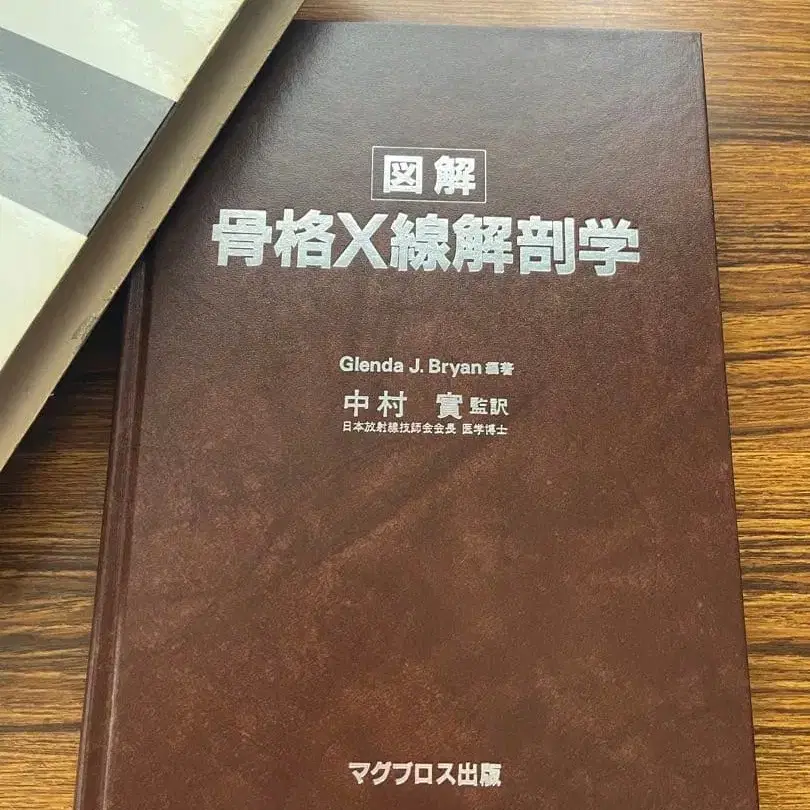 図解
骨格X線解剖学
Glenda J. Bryan 編著
中村 實 監訳
日本放射線技師会会長 医学博士
マグブロス出版